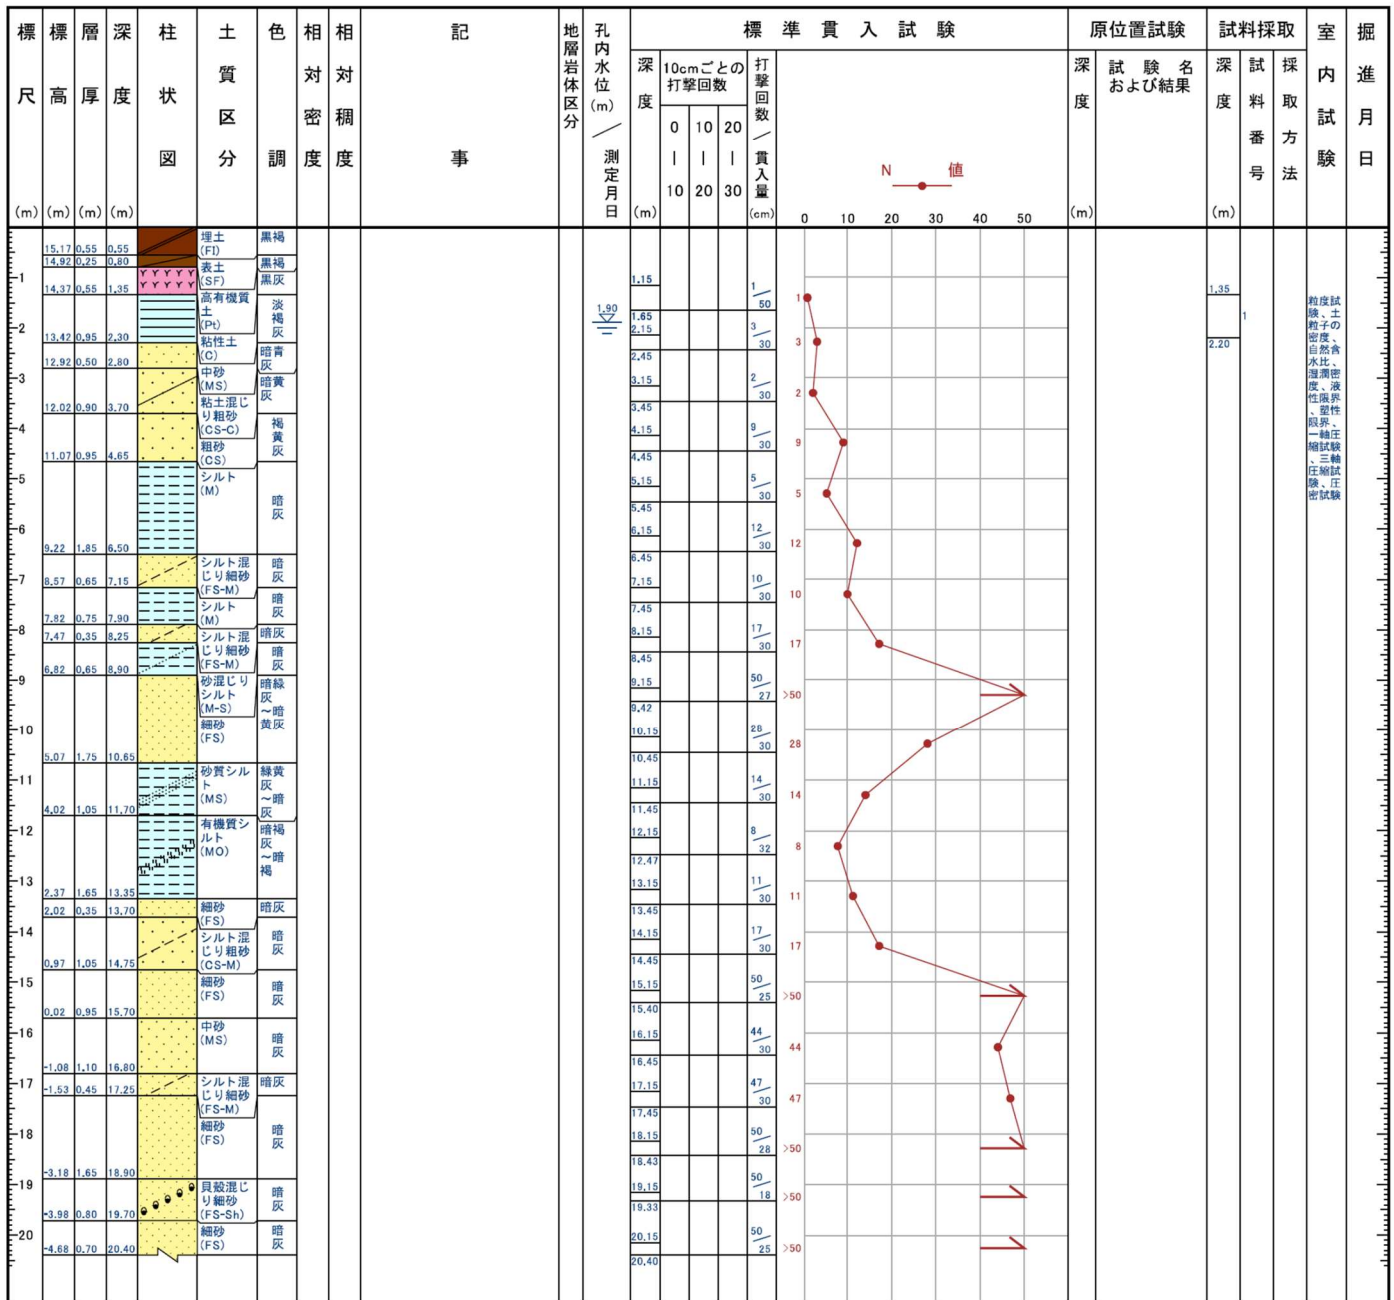 標尺(m)
標高(m)
層厚(m)
深度(m)
柱状図
土質区分
色調
相対密度
相対稠度
記事
地層岩体区分
孔内水位(m)／測定月日
標準貫入試験
深度(m)
10cmごとの
打撃回数
0｜10
10｜20
20｜30
打撃回数／貫入量(cm)
N 値
0 10 20 30 40 50
原位置試験
深度(m)
試験名
および結果
試料採取
深度(m)
試料番号
採取方法
室内試験
掘進月日
15.17 0.55 0.55 埋土(FI) 黒褐
14.92 0.25 0.80 表土(SF) 黒褐
14.37 0.55 1.35 高有機質土(Pt) 黒灰
13.42 0.95 2.30 粘性土(C) 淡褐灰
12.92 0.50 2.80 中砂(MS) 暗青灰
12.02 0.90 3.70 粘土混じり粗砂(CS-C) 暗黄灰
11.07 0.95 4.65 粗砂(CS) 褐黄灰
9.22 1.85 6.50 シルト(M) 暗灰
8.57 0.65 7.15 シルト混じり細砂(FS-M) 暗灰
7.82 0.75 7.90 シルト(M) 暗灰
7.47 0.35 8.25 シルト混じり細砂(FS-M) 暗灰
6.82 0.65 8.90 砂混じりシルト(M-S) 暗灰
5.07 1.75 10.65 細砂(FS) 暗緑灰～暗黄灰
4.02 1.05 11.70 砂質シルト(MS) 緑黄灰～暗灰
2.37 1.65 13.35 有機質シルト(MO) 暗褐灰～暗褐
2.02 0.35 13.70 細砂(FS) 暗灰
0.97 1.05 14.75 シルト混じり粗砂(CS-M) 暗灰
0.02 0.95 15.70 細砂(FS) 暗灰
-1.08 1.10 16.80 中砂(MS) 暗灰
-1.53 0.45 17.25 シルト混じり細砂(FS-M) 暗灰
-3.18 1.65 18.90 細砂(FS) 暗灰
-3.98 0.80 19.70 貝殻混じり細砂(FS-Sh) 暗灰
-4.68 0.70 20.40 細砂(FS) 暗灰
1
2
3
4
5
6
7
8
9
10
11
12
13
14
15
16
17
18
19
20
1.90
1.15 1.65 1/50 1
2.15 2.45 3/30 3
3.15 3.45 2/30 2
4.15 4.45 9/30 9
5.15 5.45 5/30 5
6.15 6.45 12/30 12
7.15 7.45 10/30 10
8.15 8.45 17/30 17
9.15 9.42 50/27 >50
10.15 10.45 28/30 28
11.15 11.45 14/30 14
12.15 12.47 8/32 8
13.15 13.45 11/30 11
14.15 14.45 17/30 17
15.15 15.40 50/25 >50
16.15 16.45 44/30 44
17.15 17.45 47/30 47
18.15 18.43 50/28 >50
19.15 19.33 50/18 >50
20.15 20.40 50/25 >50
1.35
1
2.20
粒度試
験、土
粒子の
密度、
自然含
水比、
湿潤密
度、液
性限界
、塑性
限界、
一軸圧
縮試験
、三軸
圧縮試
験、圧
密試験